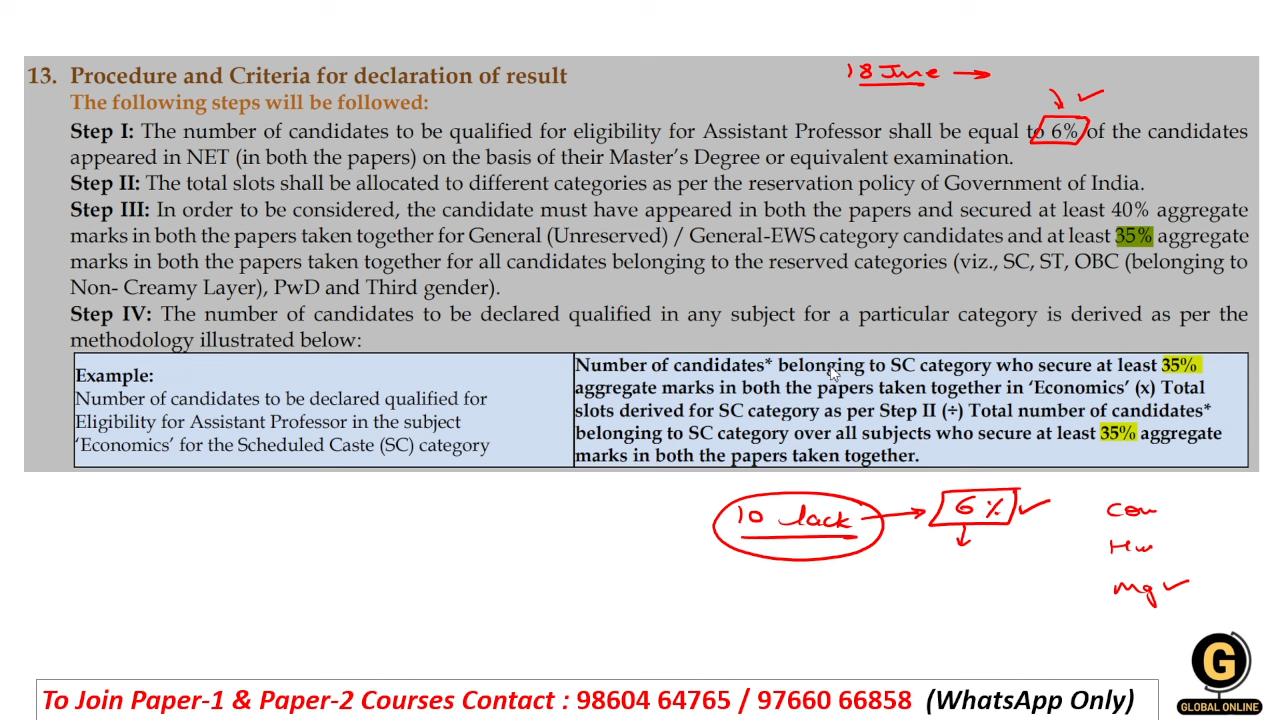 18 June
13. Procedure and Criteria for declaration of result
The following steps will be followed:
Step I: The number of candidates to be qualified for eligibility for Assistant Professor shall be equal to 6% of the candidates
appeared in NET (in both the papers) on the basis of their Master's Degree or equivalent examination.
Step II: The total slots shall be allocated to different categories as per the reservation policy of Government of India.
Step III: In order to be considered, the candidate must have appeared in both the papers and secured at least 40% aggregate
marks in both the papers taken together for General (Unreserved) / General-EWS category candidates and at least 35% aggregate
marks in both the papers taken together for all candidates belonging to the reserved categories (viz., SC, ST, OBC (belonging to
Non- Creamy Layer), PwD and Third gender).
Step IV: The number of candidates to be declared qualified in any subject for a particular category is derived as per the
methodology illustrated below:
Example:
Number of candidates to be declared qualified for
Eligibility for Assistant Professor in the subject
'Economics' for the Scheduled Caste (SC) category
Number of candidates* belonging to SC category who secure at least 35%
aggregate marks in both the papers taken together in 'Economics' (x) Total
slots derived for SC category as per Step II (÷) Total number of candidates*
belonging to SC category over all subjects who secure at least 35% aggregate
marks in both the papers taken together.
10 lack 6%
Com
Mg
G
GLOBAL ONLINE
To Join Paper-1 & Paper-2 Courses Contact : 98604 64765 / 97660 66858 (WhatsApp Only)